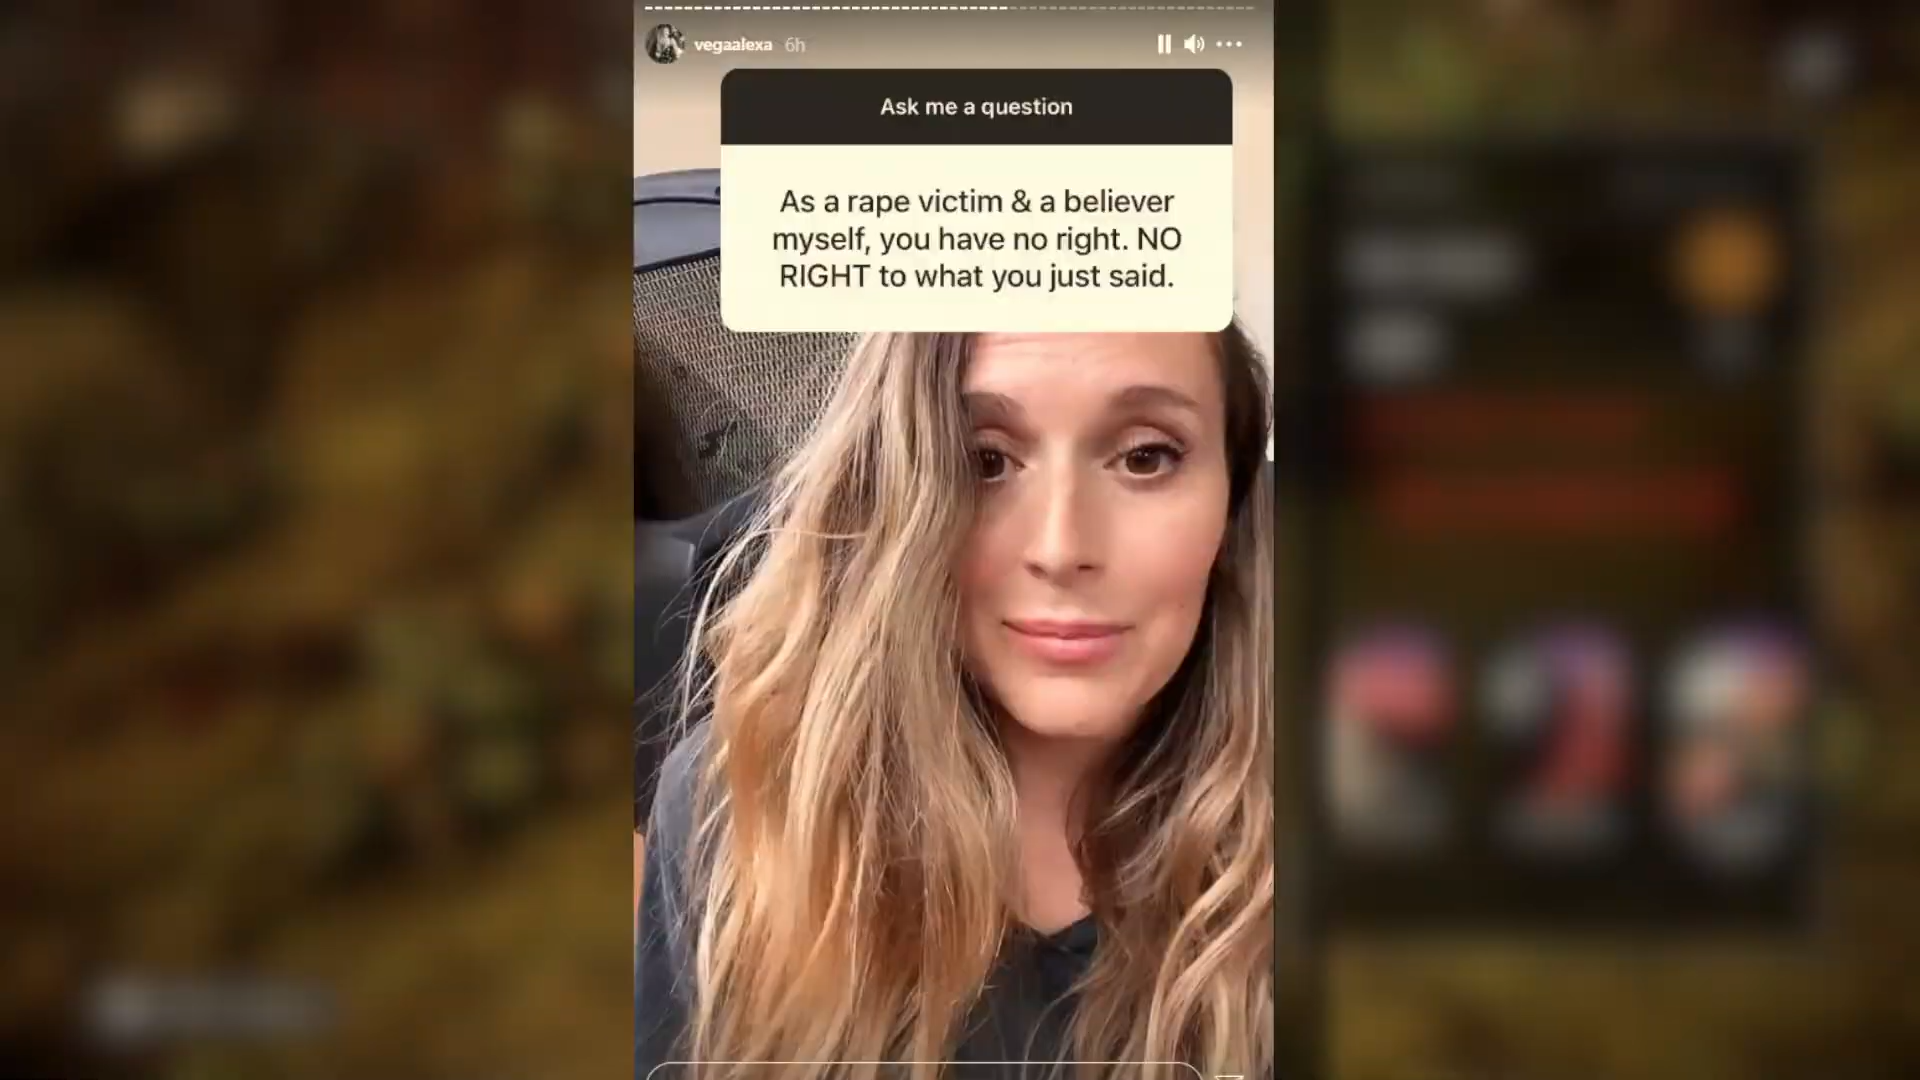 vegaalexa 6h
Ask me a question
As a rape victim & a believer
myself, you have no right. NO
RIGHT to what you just said.